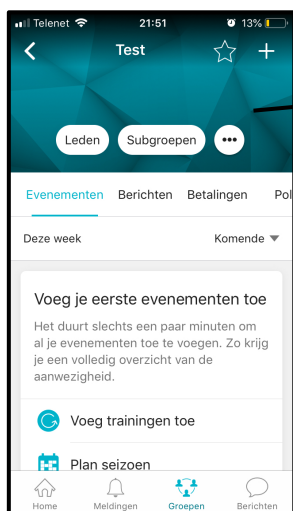 Telenet 21:51 13%
Test
Leden Subgroepen
Evenementen Berichten Betalingen Pol
Deze week Komende
Voeg je eerste evenementen toe
Het duurt slechts een paar minuten om
al je evenementen toe te voegen. Zo krijg
je een volledig overzicht van de
aanwezigheid.
Voeg trainingen toe
Plan seizoen
Home Meldingen Groepen Berichten